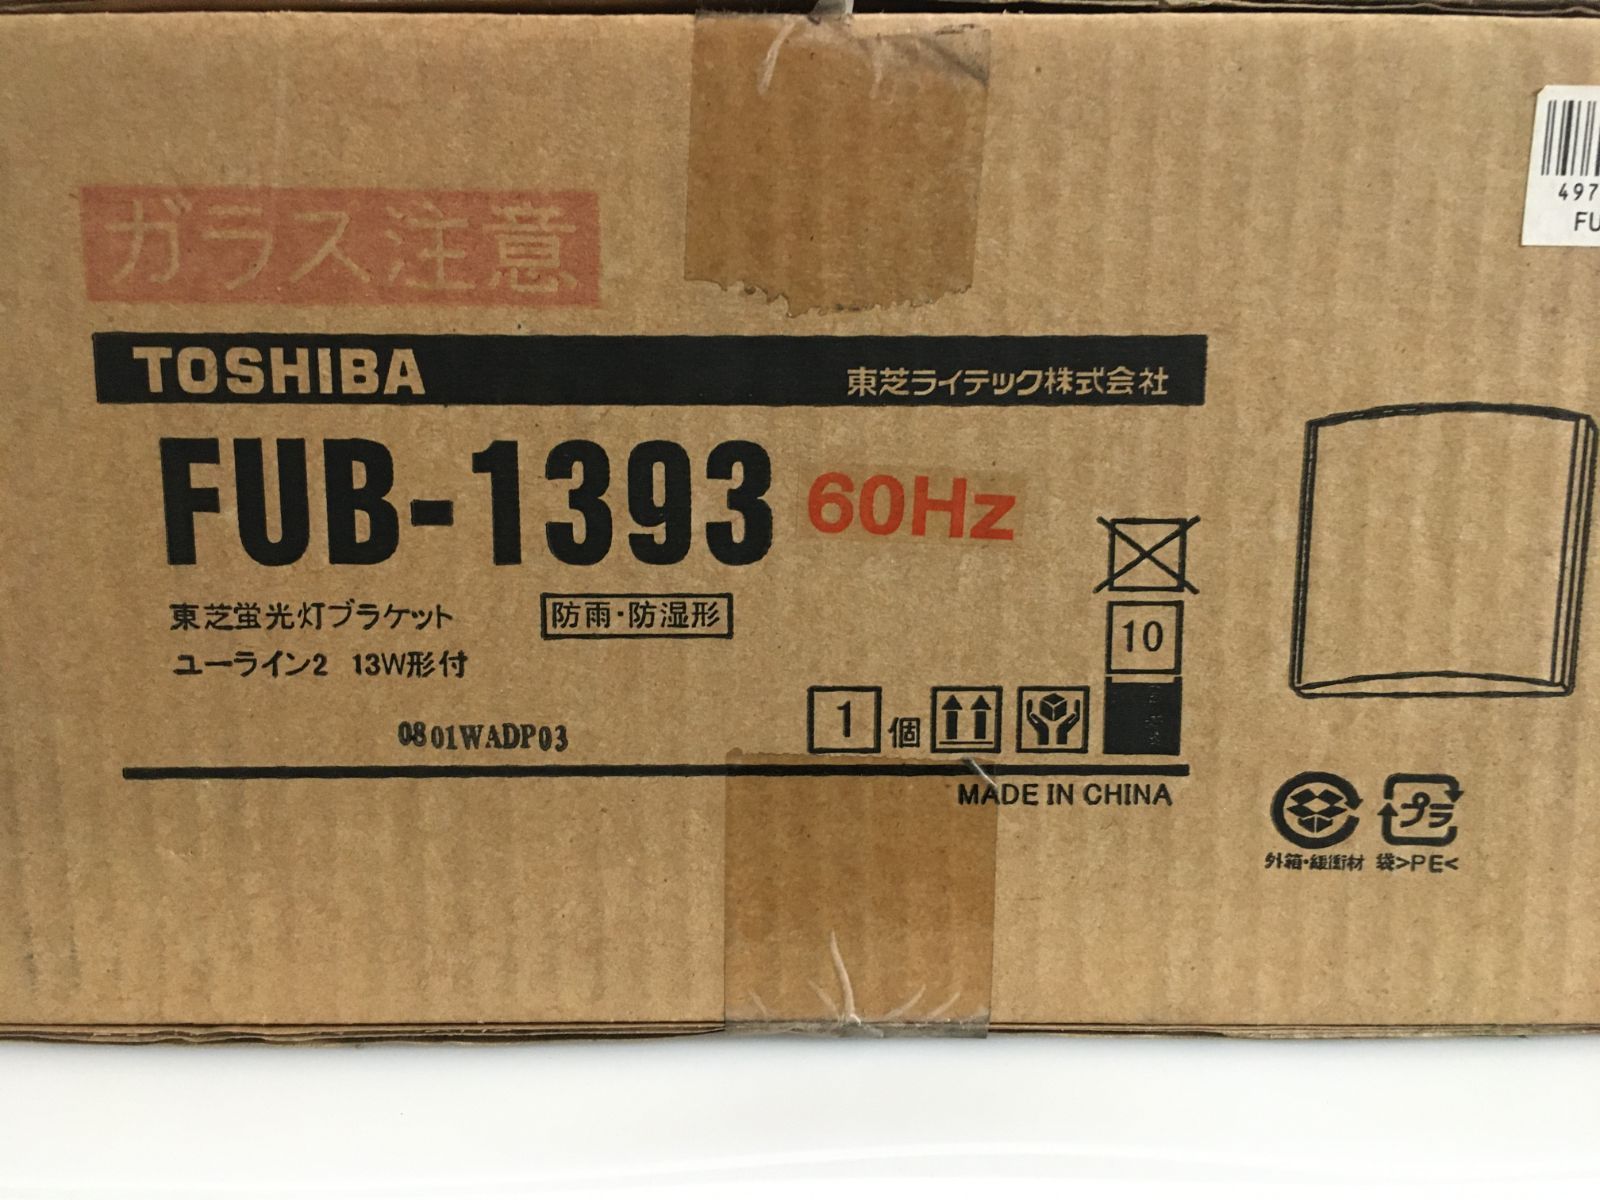 ガラス注意
497
FU
TOSHIBA 東芝ライテック株式会社
FUB-1393 60Hz
東芝蛍光灯ブラケット 防雨・防湿形
ユーライン2 13W形付
10
0801WADP03
1個
MADE IN CHINA
プラ
外箱・緩衝材 袋>PE<